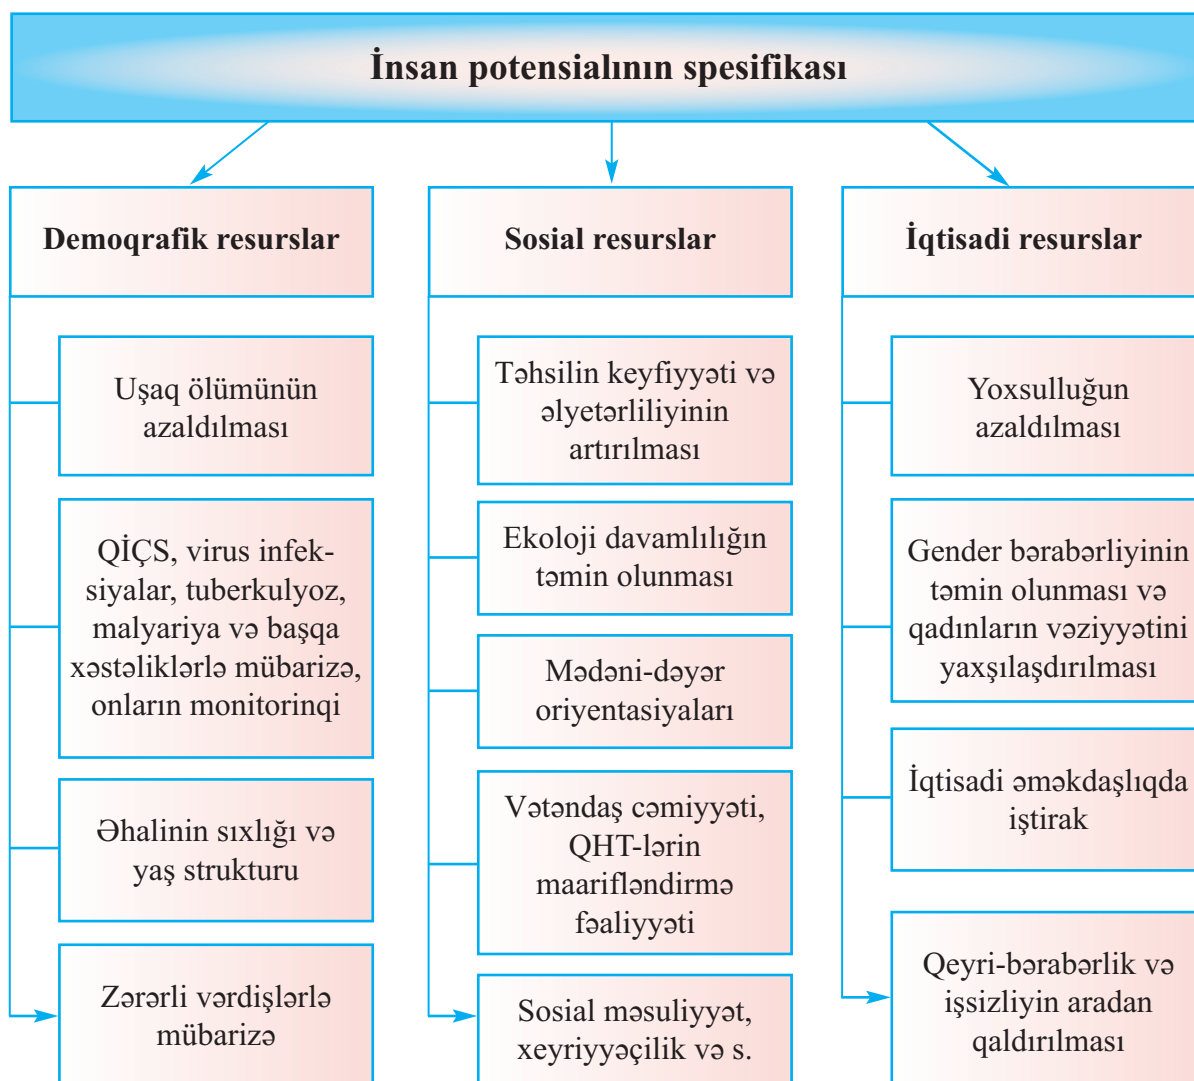 İnsan potensialının spesifikası
Demoqrafik resurslar
Uşaq ölümünün
azaldılması
QİÇS, virus infek-
siyalar, tuberkulyoz,
malyariya və başqa
xəstəliklərlə mübarizə,
onların monitorinqi
Əhalinin sıxlığı və
yaş strukturu
Zərərli vərdişlərlə
mübarizə
Sosial resurslar
Təhsilin keyfiyyəti və
əlyetərliliyinin
artırılması
Ekoloji davamlılığın
təmin olunması
Mədəni-dəyər
oriyentasiyaları
Vətəndaş cəmiyyəti,
QHT-lərin
maarifləndirmə
fəaliyyəti
Sosial məsuliyyət,
xeyriyyəçilik və s.
İqtisadi resurslar
Yoxsulluğun
azaldılması
Gender bərabərliyinin
təmin olunması və
qadınların vəziyyətini
yaxşılaşdırılması
İqtisadi əməkdaşlıqda
iştirak
Qeyri-bərabərlik və
işsizliyin aradan
qaldırılması